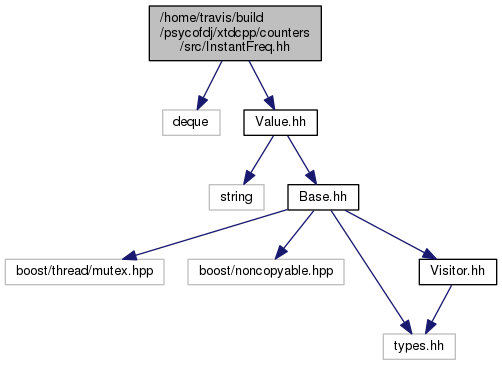 /home/travis/build
/psycofdj/xtdcpp/counters
/src/InstantFreq.hh
deque
Value.hh
string
Base.hh
boost/thread/mutex.hpp
boost/noncopyable.hpp
Visitor.hh
types.hh